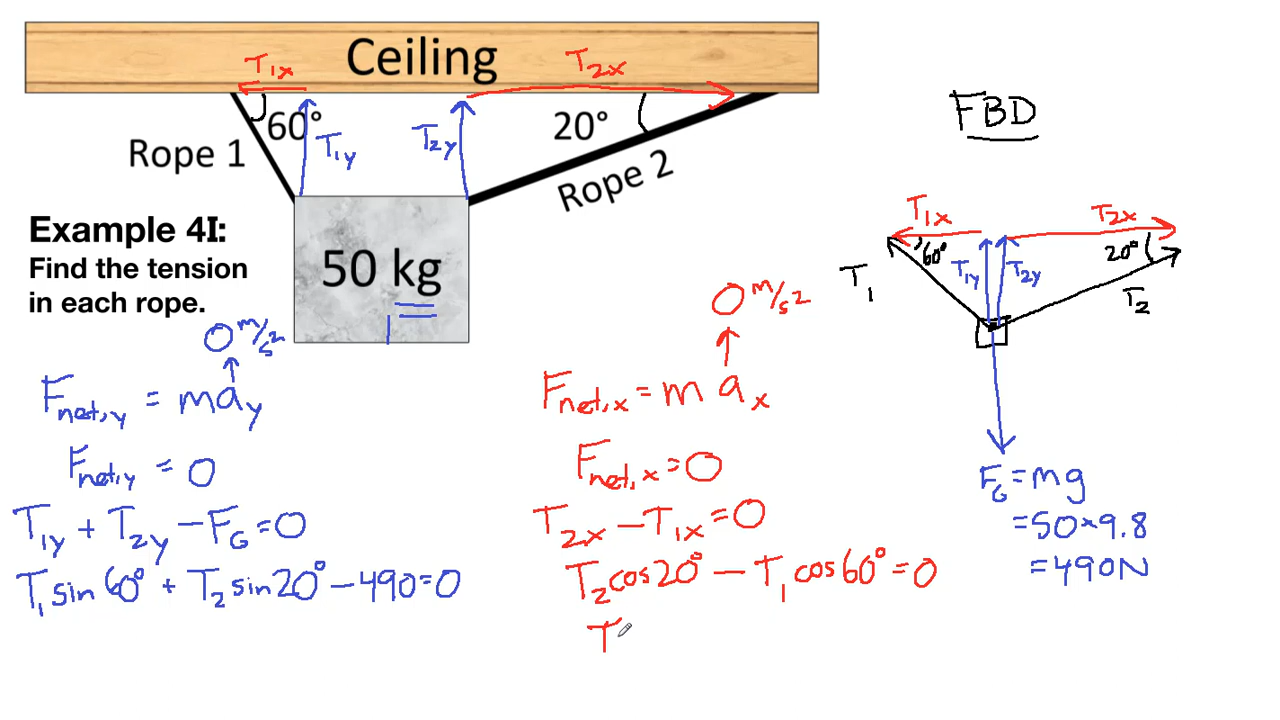 Ceiling
T1x
T2x
60°
20°
T1y
T2y
Rope 1
Rope 2
Example 4I:
Find the tension
in each rope.
50 kg
FBD
T1x
T2x
60°
20°
T1y
T2y
T1
T2
FG = mg
= 50 × 9.8
= 490N
0 m/s2
Fnet,y = may
Fnet,y = 0
T1y + T2y − FG = 0
T1 sin 60° + T2 sin 20° − 490 = 0
0 m/s2
Fnet,x = m ax
Fnet,x = 0
T2x − T1x = 0
T2 cos 20° − T1 cos 60° = 0
T